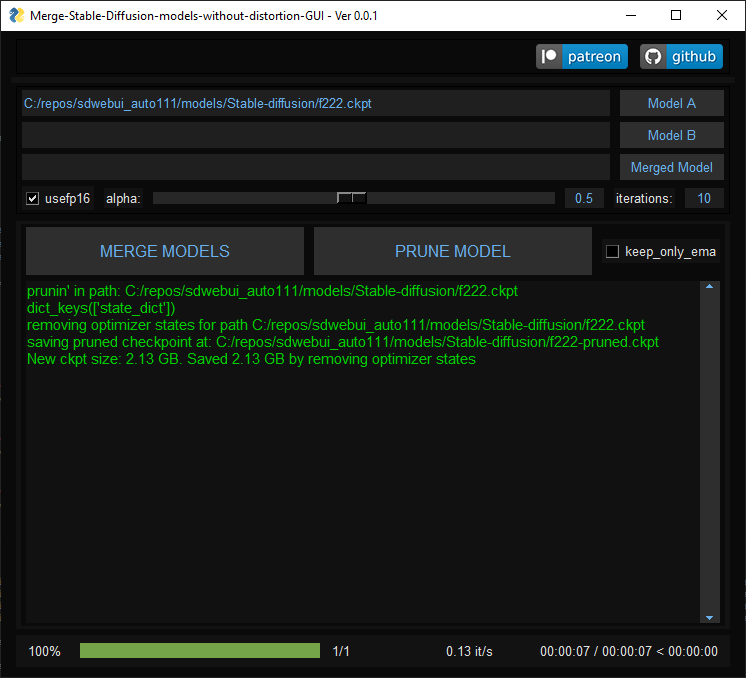 Merge-Stable-Diffusion-models-without-distortion-GUI - Ver 0.0.1
patreon github
C:/repos/sdwebui_auto111/models/Stable-diffusion/f222.ckpt Model A
Model B
Merged Model
usefp16 alpha: 0.5 iterations: 10
MERGE MODELS PRUNE MODEL keep_only_ema
prunin' in path: C:/repos/sdwebui_auto111/models/Stable-diffusion/f222.ckpt
dict_keys(['state_dict'])
removing optimizer states for path C:/repos/sdwebui_auto111/models/Stable-diffusion/f222.ckpt
saving pruned checkpoint at: C:/repos/sdwebui_auto111/models/Stable-diffusion/f222-pruned.ckpt
New ckpt size: 2.13 GB. Saved 2.13 GB by removing optimizer states
100% 1/1 0.13 it/s 00:00:07 / 00:00:07 < 00:00:00